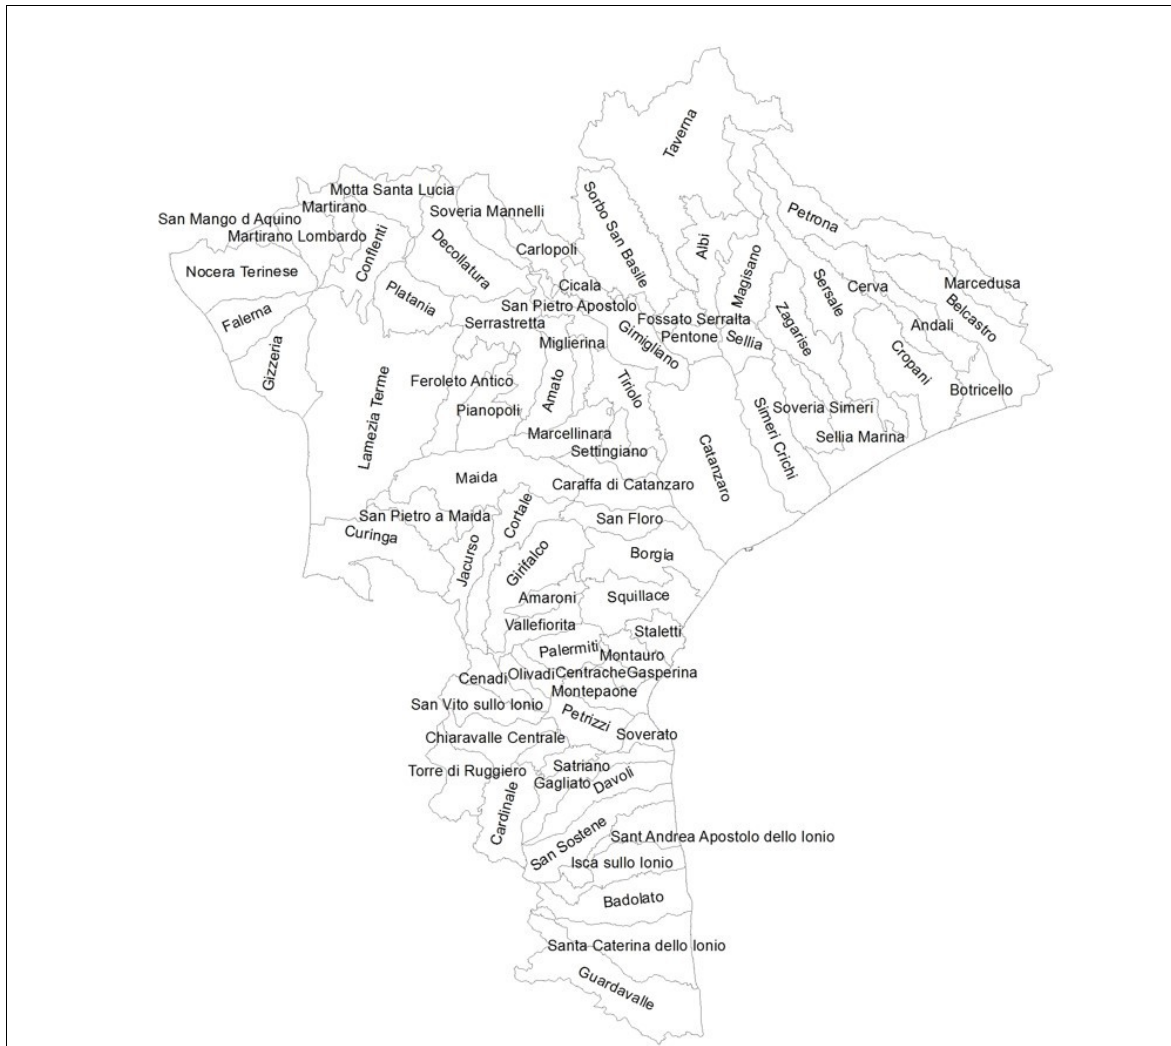 Taverna
Petrona
Sorbo San Basile
Motta Santa Lucia
Martirano
Soveria Mannelli
San Mango d Aquino
Martirano Lombardo
Conflenti
Decollatura
Carlopoli
Albi
Magisano
Nocera Terinese
Platania
Cicala
Sersale
Cerva
Marcedusa
Belcastro
San Pietro Apostolo
Falerna
Serrastretta
Fossato Serralta
Zagarise
Andali
Gimigliano
Pentone
Sellia
Miglierina
Gizzeria
Cropani
Feroleto Antico
Amato
Tiriolo
Botricello
Pianopoli
Lamezia Terme
Soveria Simeri
Marcellinara
Simeri Crichi
Sellia Marina
Settingiano
Catanzaro
Maida
Caraffa di Catanzaro
San Pietro a Maida
Cortale
San Floro
Curinga
Jacurso
Girifalco
Borgia
Amaroni
Squillace
Vallefiorita
Staletti
Palermiti
Montauro
Cenadi
Olivadi
Centrache
Gasperina
Montepaone
San Vito sullo Ionio
Petrizzi
Chiaravalle Centrale
Soverato
Torre di Ruggiero
Satriano
Gagliato
Davoli
Cardinale
San Sostene
Sant Andrea Apostolo dello Ionio
Isca sullo Ionio
Badolato
Santa Caterina dello Ionio
Guardavalle